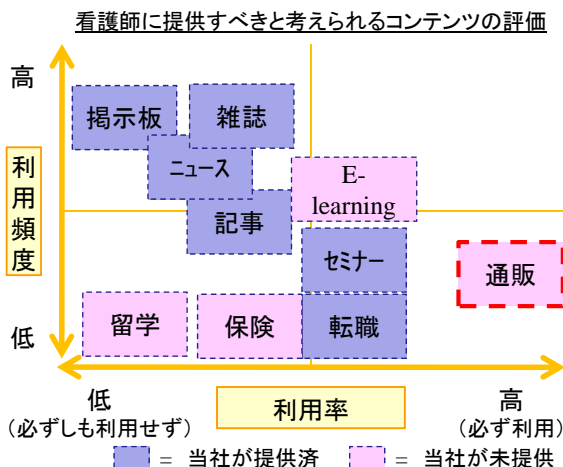 看護師に提供すべきと考えられるコンテンツの評価
高
掲示板
雑誌
ニュース
E-
learning
利用頻度
記事
セミナー
通販
留学
保険
転職
低
低
(必ずしも利用せず)
利用率
高
(必ず利用)
= 当社が提供済
= 当社が未提供